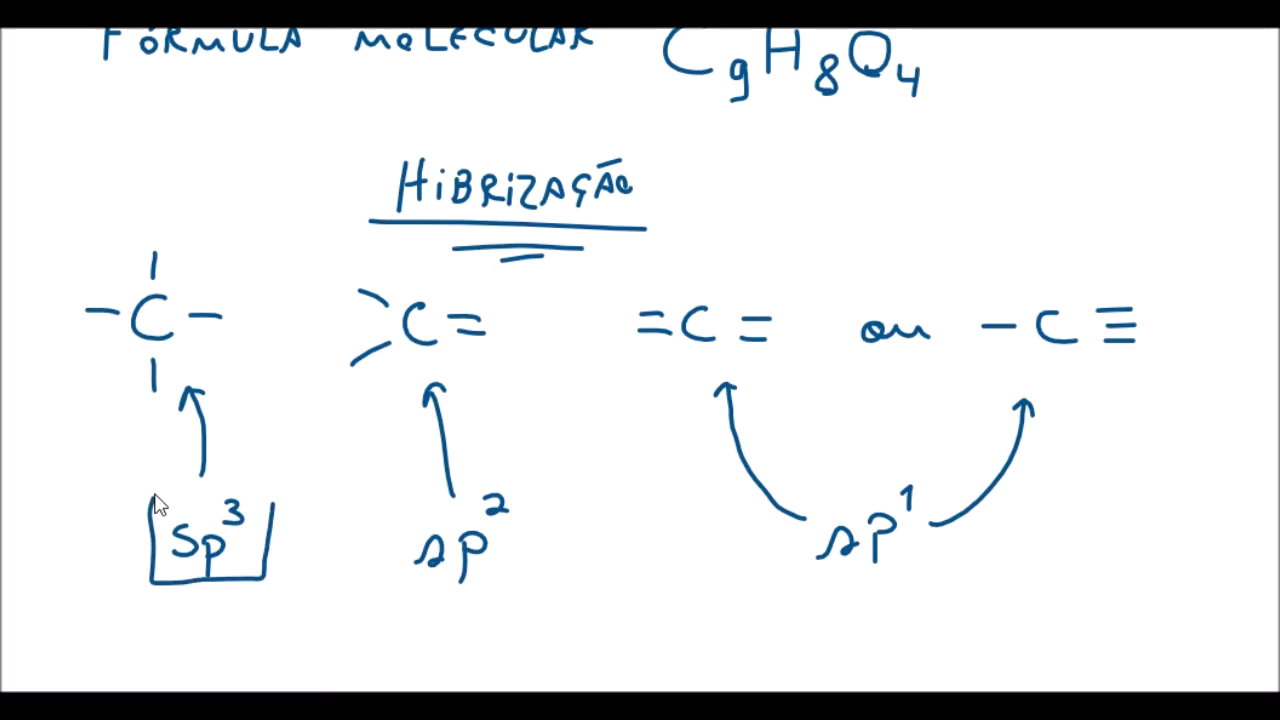 FÓRMULA MOLECULAR C9H8O4
HIBRIZAÇÃO
-C- >C= =C= ou -C≡
sp³ sp² sp¹